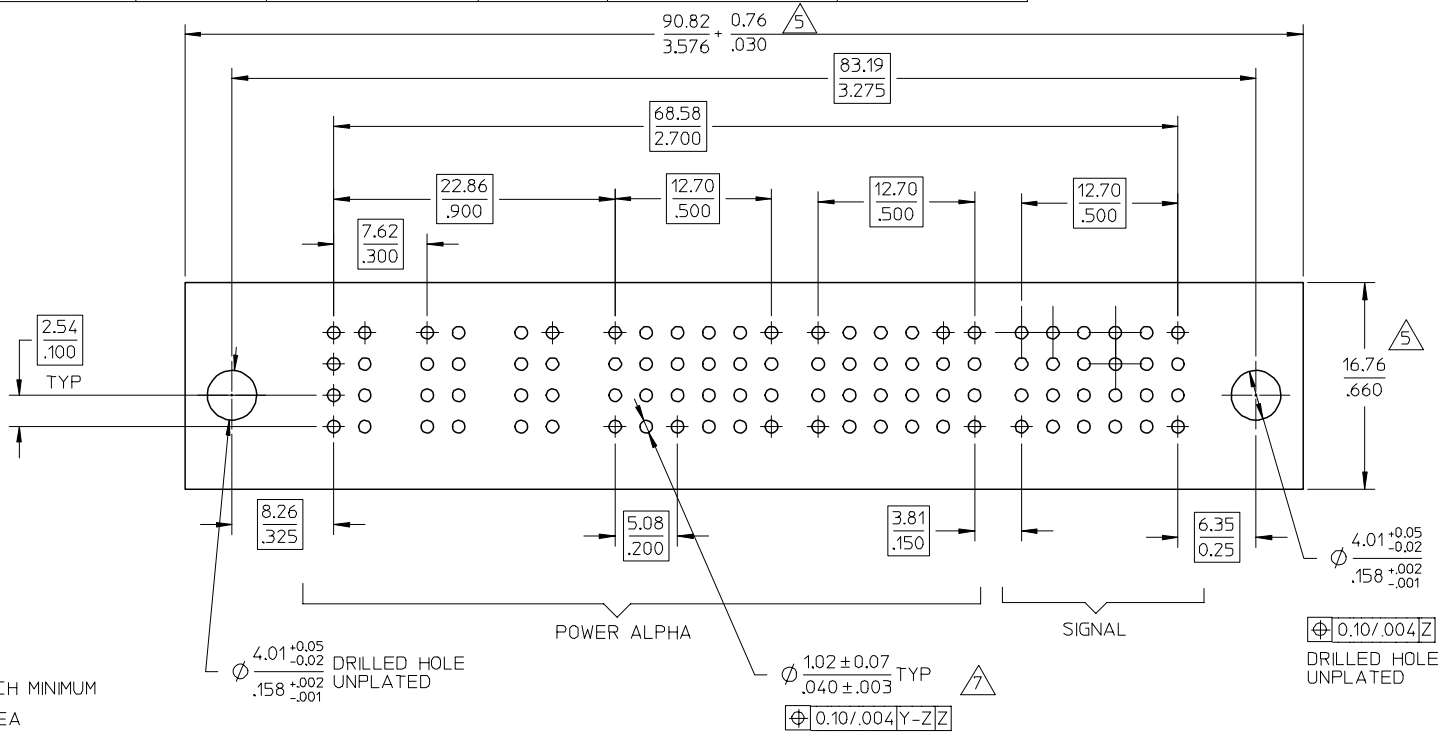 90.82 + 0.76 5
3.576 .030
83.19
3.275
68.58
2.700
22.86
.900
12.70
.500
12.70
.500
12.70
.500
7.62
.300
2.54
.100
TYP
5
16.76
.660
8.26
.325
5.08
.200
3.81
.150
6.35
0.25
POWER ALPHA
SIGNAL
⌀ 4.01 +0.05 -0.02
.158 +.002 -.001
DRILLED HOLE
UNPLATED
⌀ 1.02 ±0.07 TYP
.040 ±.003
7
⌖ 0.10/.004 Y-Z Z
⌀ 4.01 +0.05 -0.02
.158 +.002 -.001
⌖ 0.10/.004 Z
DRILLED HOLE
UNPLATED
CH MINIMUM
EA